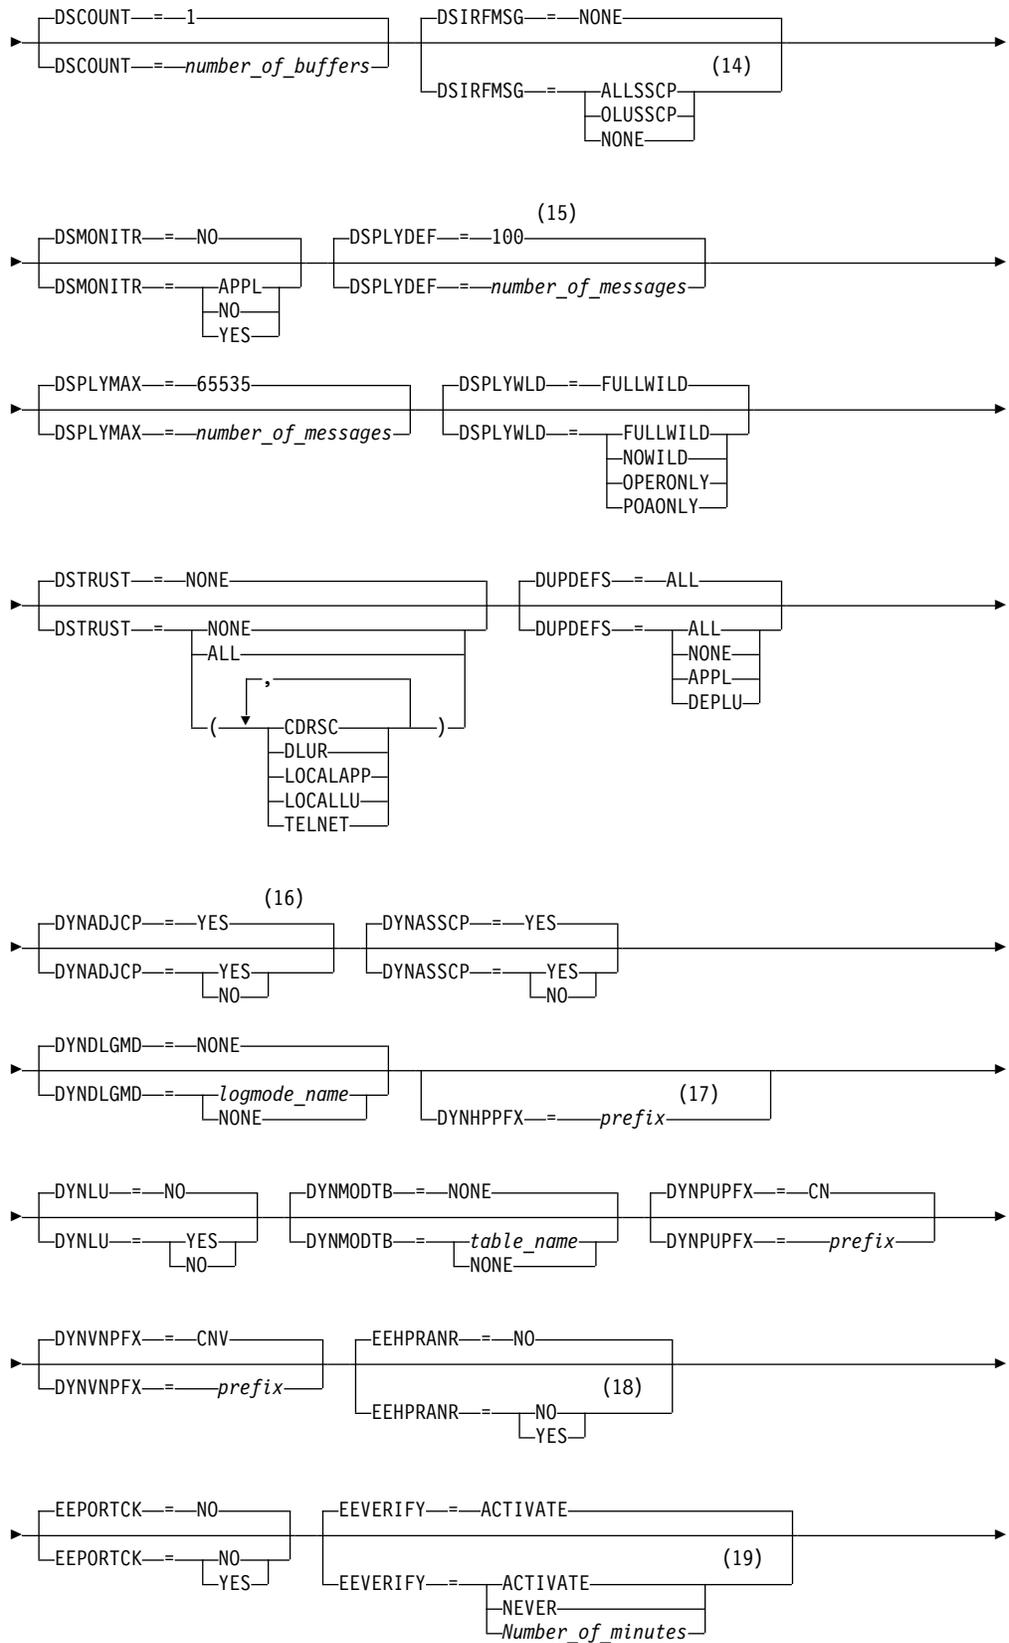 DSCOUNT = 1 DSIRFMSG = NONE
DSCOUNT = number_of_buffers (14)
DSIRFMSG = ALLSSCP
OLUSSCP
NONE
(15)
DSMONITR = NO DSPLYDEF = 100
DSMONITR = APPL DSPLYDEF = number_of_messages
NO
YES
DSPLYMAX = 65535 DSPLYWLD = FULLWILD
DSPLYMAX = number_of_messages DSPLYWLD = FULLWILD
NOWILD
OPERONLY
POAONLY
DSTRUST = NONE DUPDEFS = ALL
DSTRUST = NONE DUPDEFS = ALL
ALL NONE
, APPL
DEPLU
( CDRSC )
DLUR
LOCALAPP
LOCALLU
TELNET
(16)
DYNADJCP = YES DYNASSCP = YES
DYNADJCP = YES DYNASSCP = YES
NO NO
DYNDLGMD = NONE
DYNDLGMD = logmode_name (17)
NONE DYNHPPFX = prefix
DYNLU = NO DYNMODTB = NONE DYNPUPFX = CN
DYNLU = YES DYNMODTB = table_name DYNPUPFX = prefix
NO NONE
DYNVNPFX = CNV EEHPRANR = NO
DYNVNPFX = prefix (18)
EEHPRANR = NO
YES
EEPORTCK = NO EEVERIFY = ACTIVATE
EEPORTCK = NO (19)
YES EEVERIFY = ACTIVATE
NEVER
Number_of_minutes